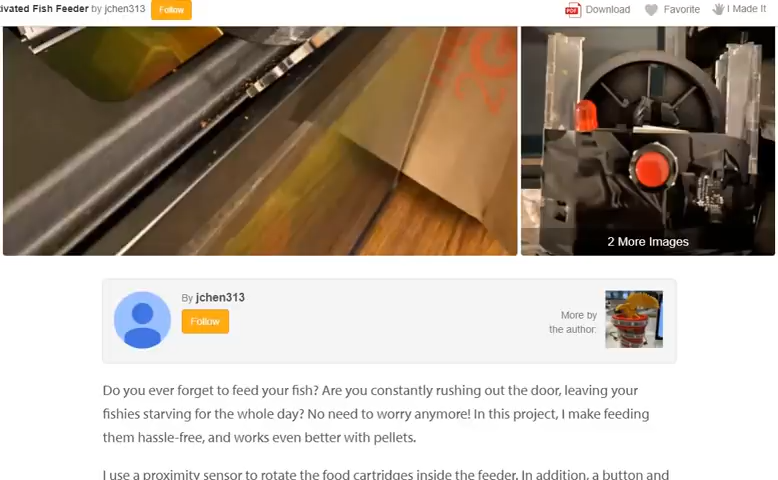 tivated Fish Feeder by jchen313 Follow Download Favorite I Made It
2 More Images
By jchen313
Follow
More by
the author:
Do you ever forget to feed your fish? Are you constantly rushing out the door, leaving your
fishies starving for the whole day? No need to worry anymore! In this project, I make feeding
them hassle-free, and works even better with pellets.
I use a proximity sensor to rotate the food cartridges inside the feeder. In addition, a button and